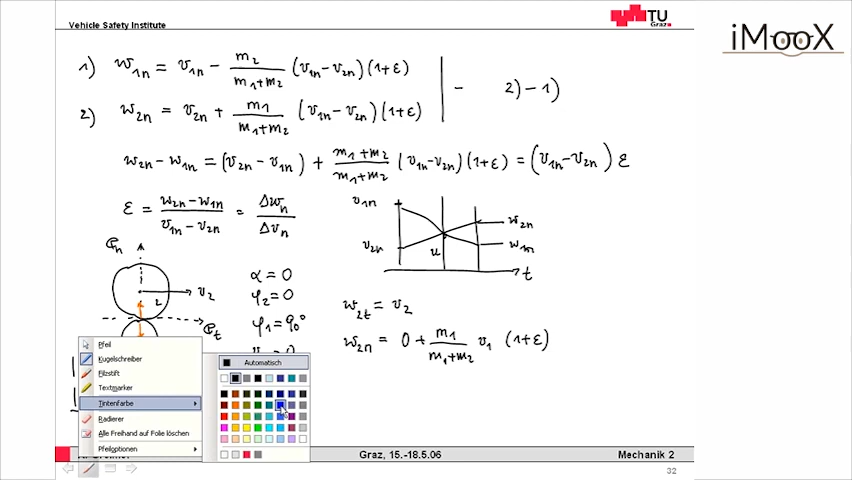 Vehicle Safety Institute
TU
Graz
iMooX
1) w1n = v1n − m2/(m1+m2) (v1n−v2n)(1+ε)
− 2)−1)
2) w2n = v2n + m1/(m1+m2) (v1n−v2n)(1+ε)
w2n−w1n = (v2n−v1n) + (m1+m2)/(m1+m2) (v1n−v2n)(1+ε) = (v1n−v2n) ε
ε = (w2n−w1n)/(v1n−v2n) = Δwn/Δvn
v1n
w2n
v2n
u
w1n
t
n
v2
2
t
α=0
φ2=0
φ1=90°
w2t = v2
w2n = 0 + m1/(m1+m2) v1 (1+ε)
Pfeil
Kugelschreiber
Filzstift
Textmarker
Tintenfarbe
Radierer
Alle Freihand auf Folie löschen
Pfeiloptionen
Automatisch
Graz, 15.-18.5.06
Mechanik 2
32